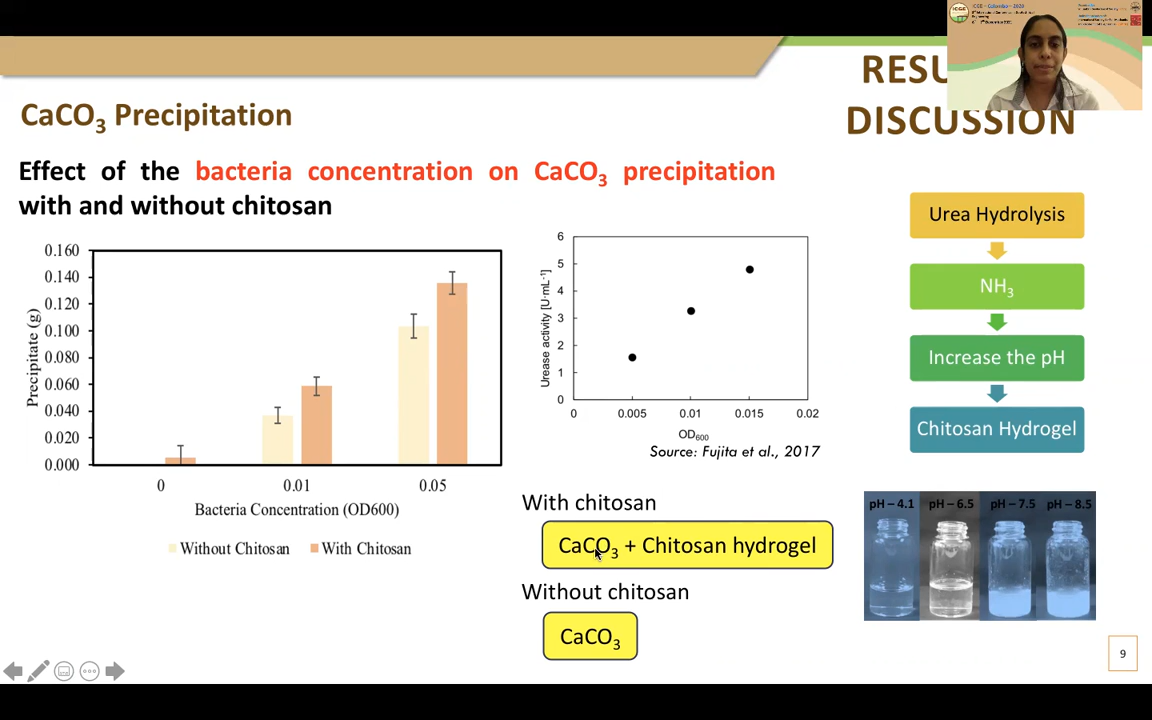 ICGE – Colombo – 2020
RESU
DISCUSSION
CaCO3 Precipitation
Effect of the bacteria concentration on CaCO3 precipitation
with and without chitosan
0.160
0.140
0.120
0.100
0.080
0.060
0.040
0.020
0.000
Precipitate (g)
0 0.01 0.05
Bacteria Concentration (OD600)
Without Chitosan With Chitosan
6
5
4
3
2
1
0
Urease activity [U·mL-1]
0 0.005 0.01 0.015 0.02
OD600
Source: Fujita et al., 2017
With chitosan
CaCO3 + Chitosan hydrogel
Without chitosan
CaCO3
Urea Hydrolysis
NH3
Increase the pH
Chitosan Hydrogel
pH – 4.1 pH – 6.5 pH – 7.5 pH – 8.5
9